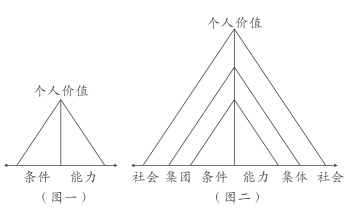 个人价值
条件 能力
（图一）
个人价值
社会 集团 条件 能力 集体 社会
（图二）